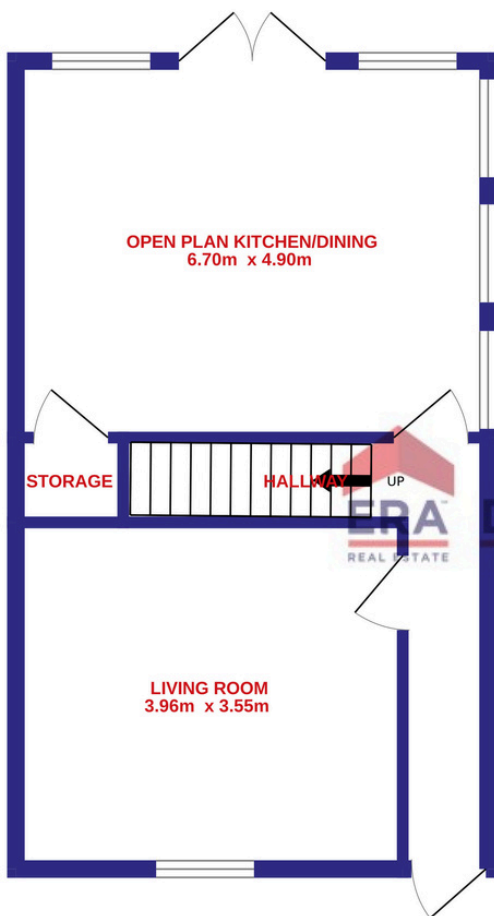 OPEN PLAN KITCHEN/DINING
6.70m x 4.90m
STORAGE
HALLWAY
UP
ERA™
REAL ESTATE
LIVING ROOM
3.96m x 3.55m